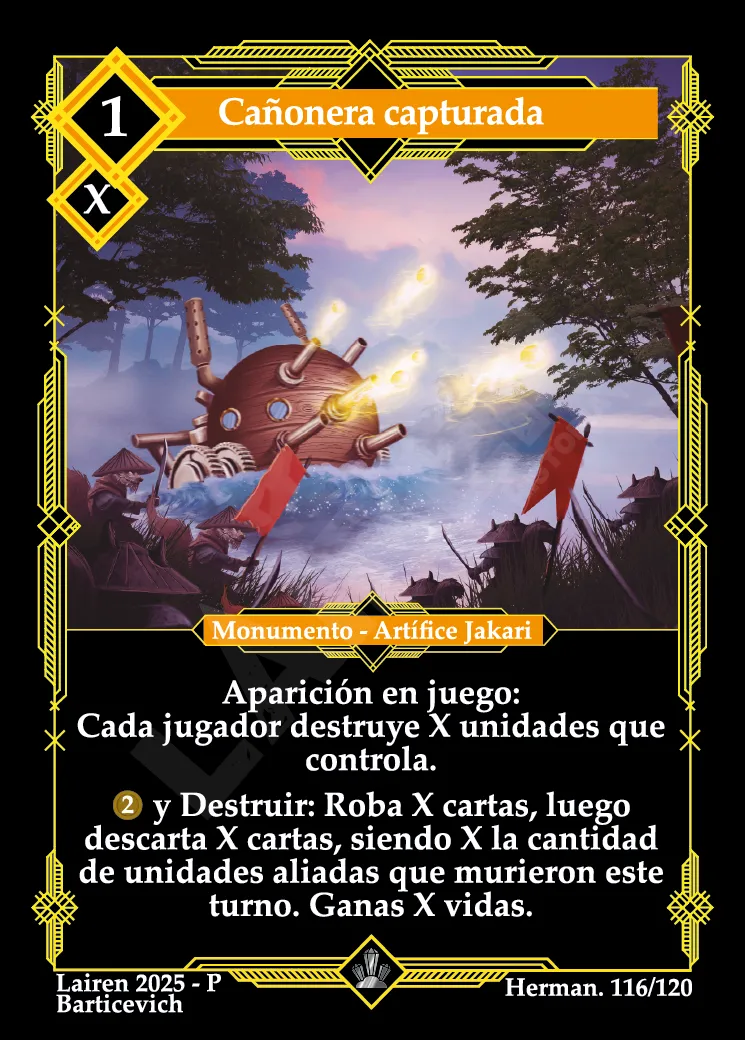 1
Cañonera capturada
X
Monumento - Artífice Jakari
Aparición en juego:
Cada jugador destruye X unidades que
controla.
2 y Destruir: Roba X cartas, luego
descarta X cartas, siendo X la cantidad
de unidades aliadas que murieron este
turno. Ganas X vidas.
Lairen 2025 - P
Barticevich
Herman. 116/120